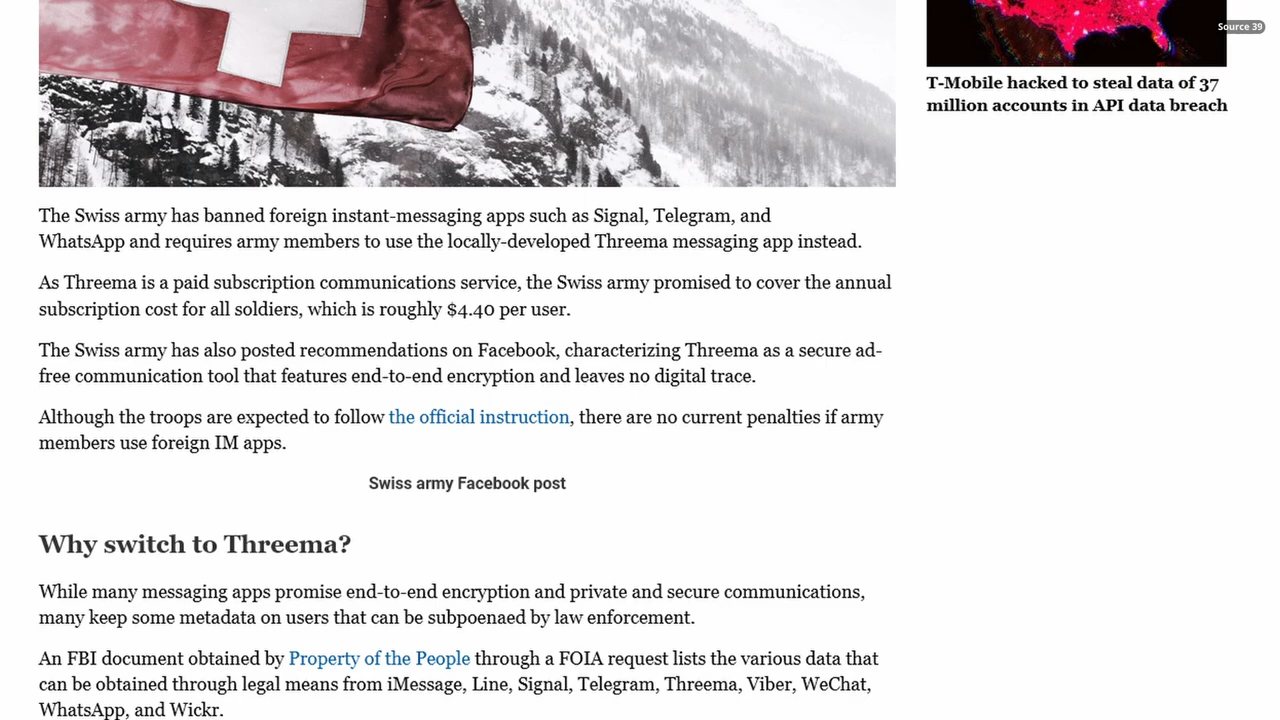 Source 39
T-Mobile hacked to steal data of 37
million accounts in API data breach
The Swiss army has banned foreign instant-messaging apps such as Signal, Telegram, and
WhatsApp and requires army members to use the locally-developed Threema messaging app instead.
As Threema is a paid subscription communications service, the Swiss army promised to cover the annual
subscription cost for all soldiers, which is roughly $4.40 per user.
The Swiss army has also posted recommendations on Facebook, characterizing Threema as a secure ad-
free communication tool that features end-to-end encryption and leaves no digital trace.
Although the troops are expected to follow the official instruction, there are no current penalties if army
members use foreign IM apps.
Swiss army Facebook post
Why switch to Threema?
While many messaging apps promise end-to-end encryption and private and secure communications,
many keep some metadata on users that can be subpoenaed by law enforcement.
An FBI document obtained by Property of the People through a FOIA request lists the various data that
can be obtained through legal means from iMessage, Line, Signal, Telegram, Threema, Viber, WeChat,
WhatsApp, and Wickr.